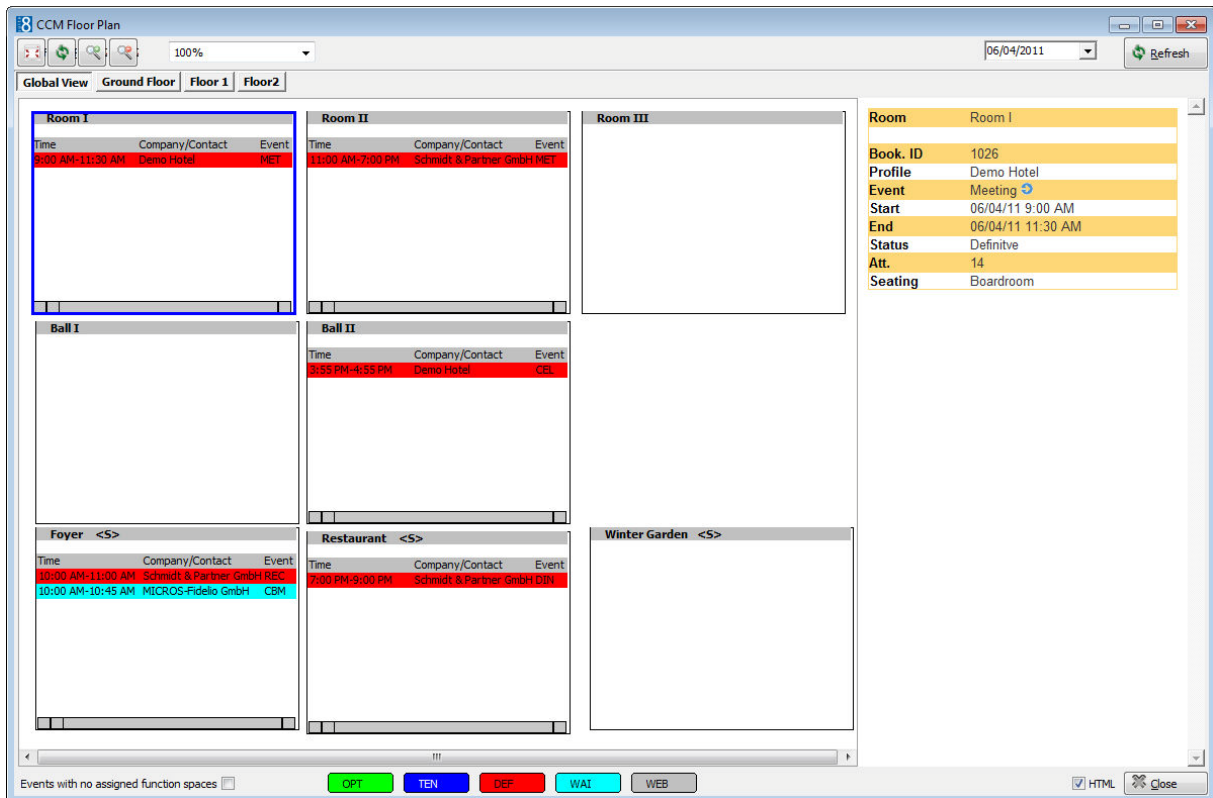 8 CCM Floor Plan
100%
06/04/2011
Refresh
Global View Ground Floor Floor 1 Floor2
Room I
Time Company/Contact Event
9:00 AM-11:30 AM Demo Hotel MET
Room II
Time Company/Contact Event
11:00 AM-7:00 PM Schmidt & Partner GmbH MET
Room III
Ball I
Ball II
Time Company/Contact Event
3:55 PM-4:55 PM Demo Hotel CEL
Foyer <S>
Time Company/Contact Event
10:00 AM-11:00 AM Schmidt & Partner GmbH REC
10:00 AM-10:45 AM MICROS-Fidelio GmbH CBM
Restaurant <S>
Time Company/Contact Event
7:00 PM-9:00 PM Schmidt & Partner GmbH DIN
Winter Garden <S>
Room Room I
Book. ID 1026
Profile Demo Hotel
Event Meeting
Start 06/04/11 9:00 AM
End 06/04/11 11:30 AM
Status Definitve
Att. 14
Seating Boardroom
Events with no assigned function spaces
OPT TEN DEF WAI WEB
HTML Close